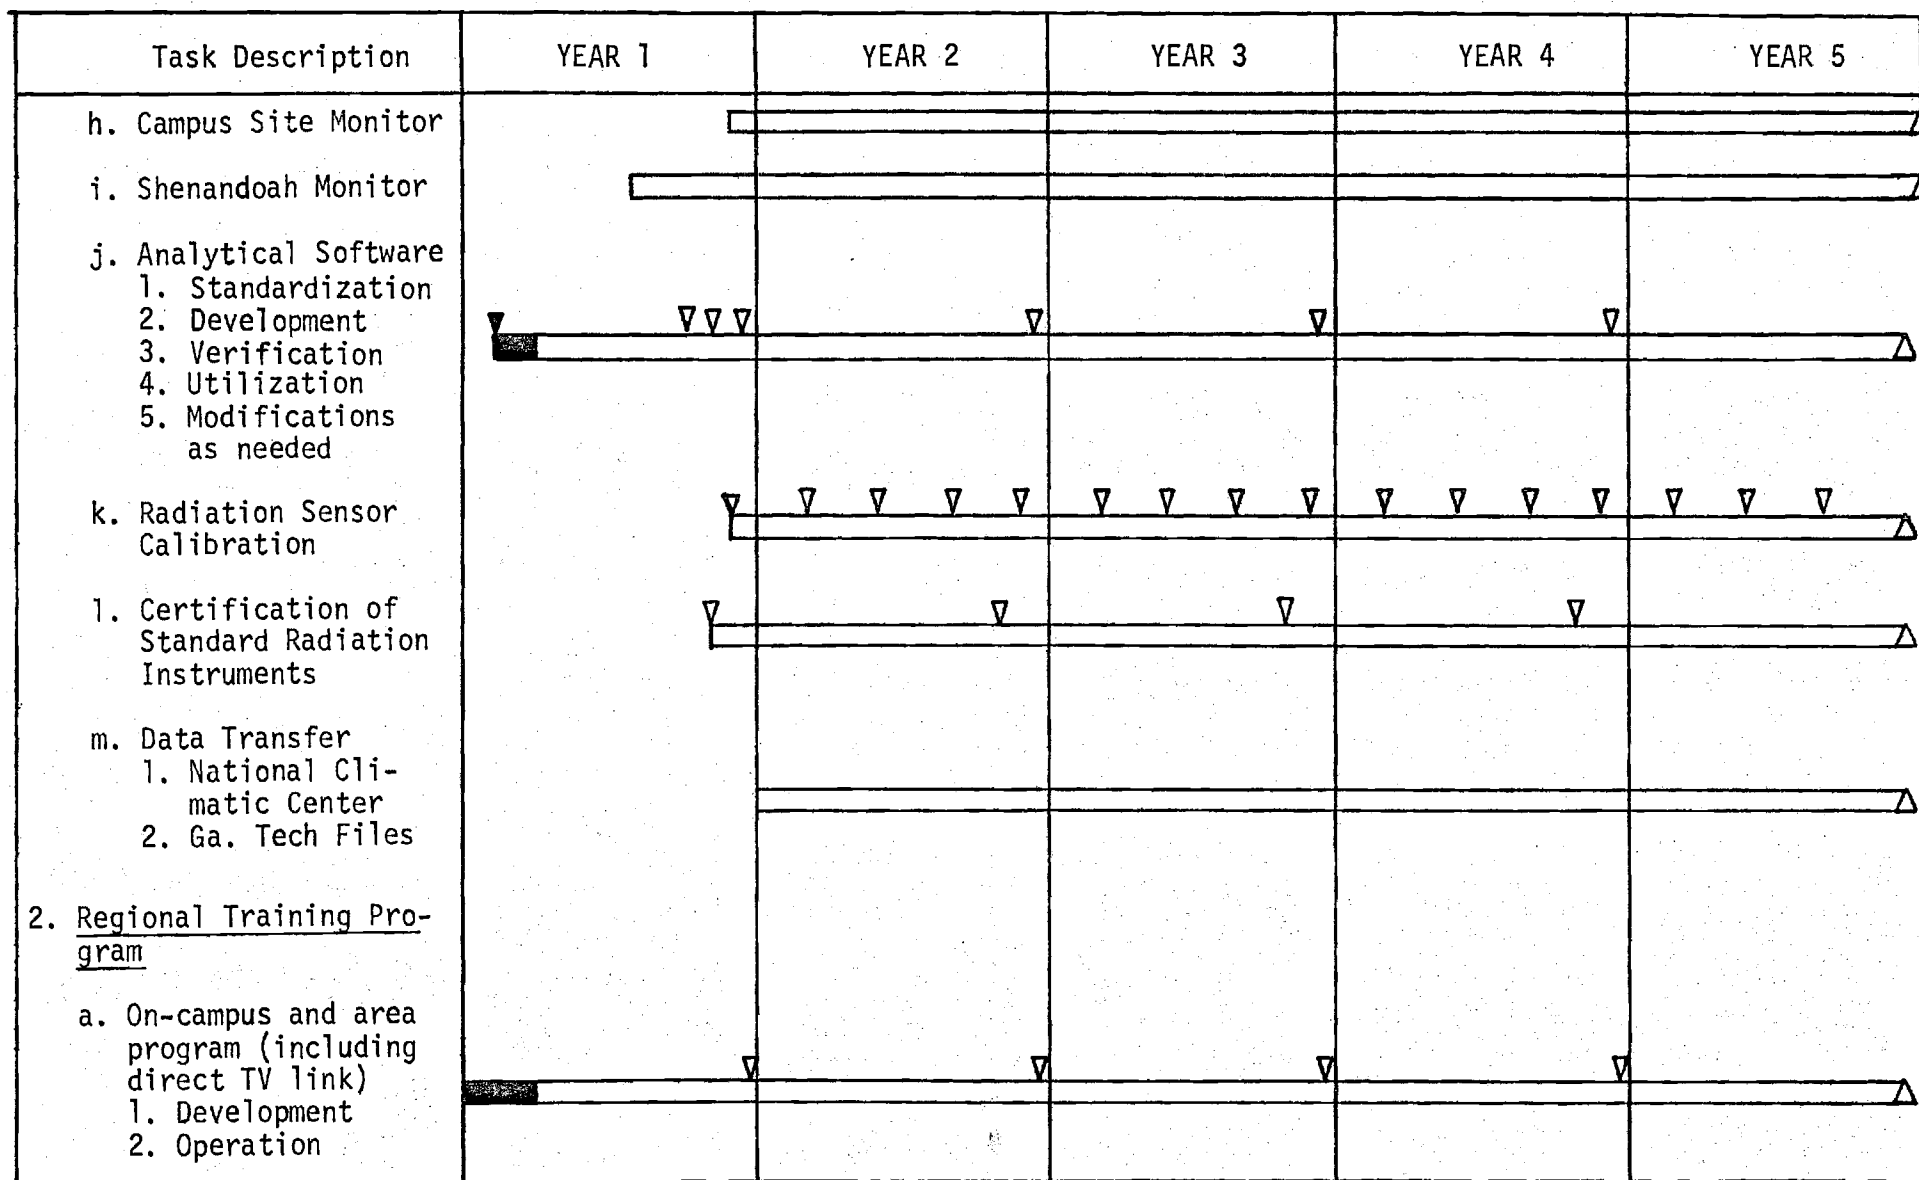 Task Description YEAR 1 YEAR 2 YEAR 3 YEAR 4 YEAR 5
h. Campus Site Monitor
i. Shenandoah Monitor
j. Analytical Software
1. Standardization
2. Development
3. Verification
4. Utilization
5. Modifications
as needed
k. Radiation Sensor
Calibration
l. Certification of
Standard Radiation
Instruments
m. Data Transfer
1. National Cli-
matic Center
2. Ga. Tech Files
2. Regional Training Pro-
gram
a. On-campus and area
program (including
direct TV link)
1. Development
2. Operation